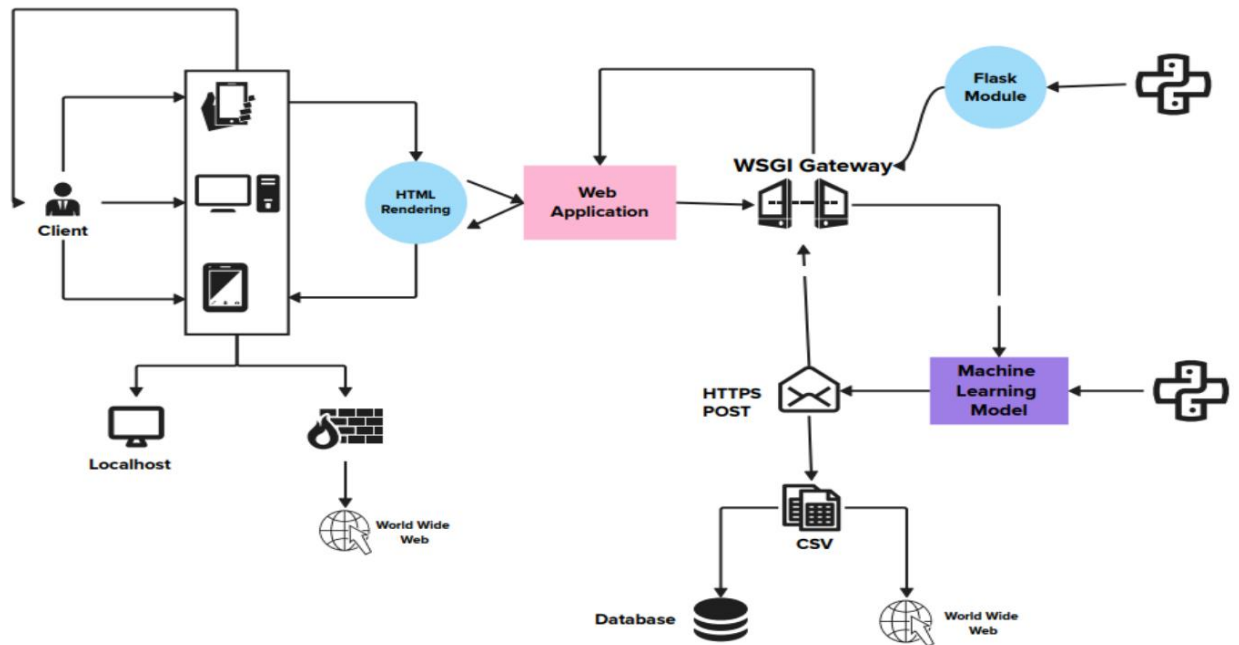 Flask
Module
WSGI Gateway
HTML
Rendering
Web
Application
Client
Machine
Learning
Model
HTTPS
POST
Localhost
World Wide
Web
CSV
Database
World Wide
Web